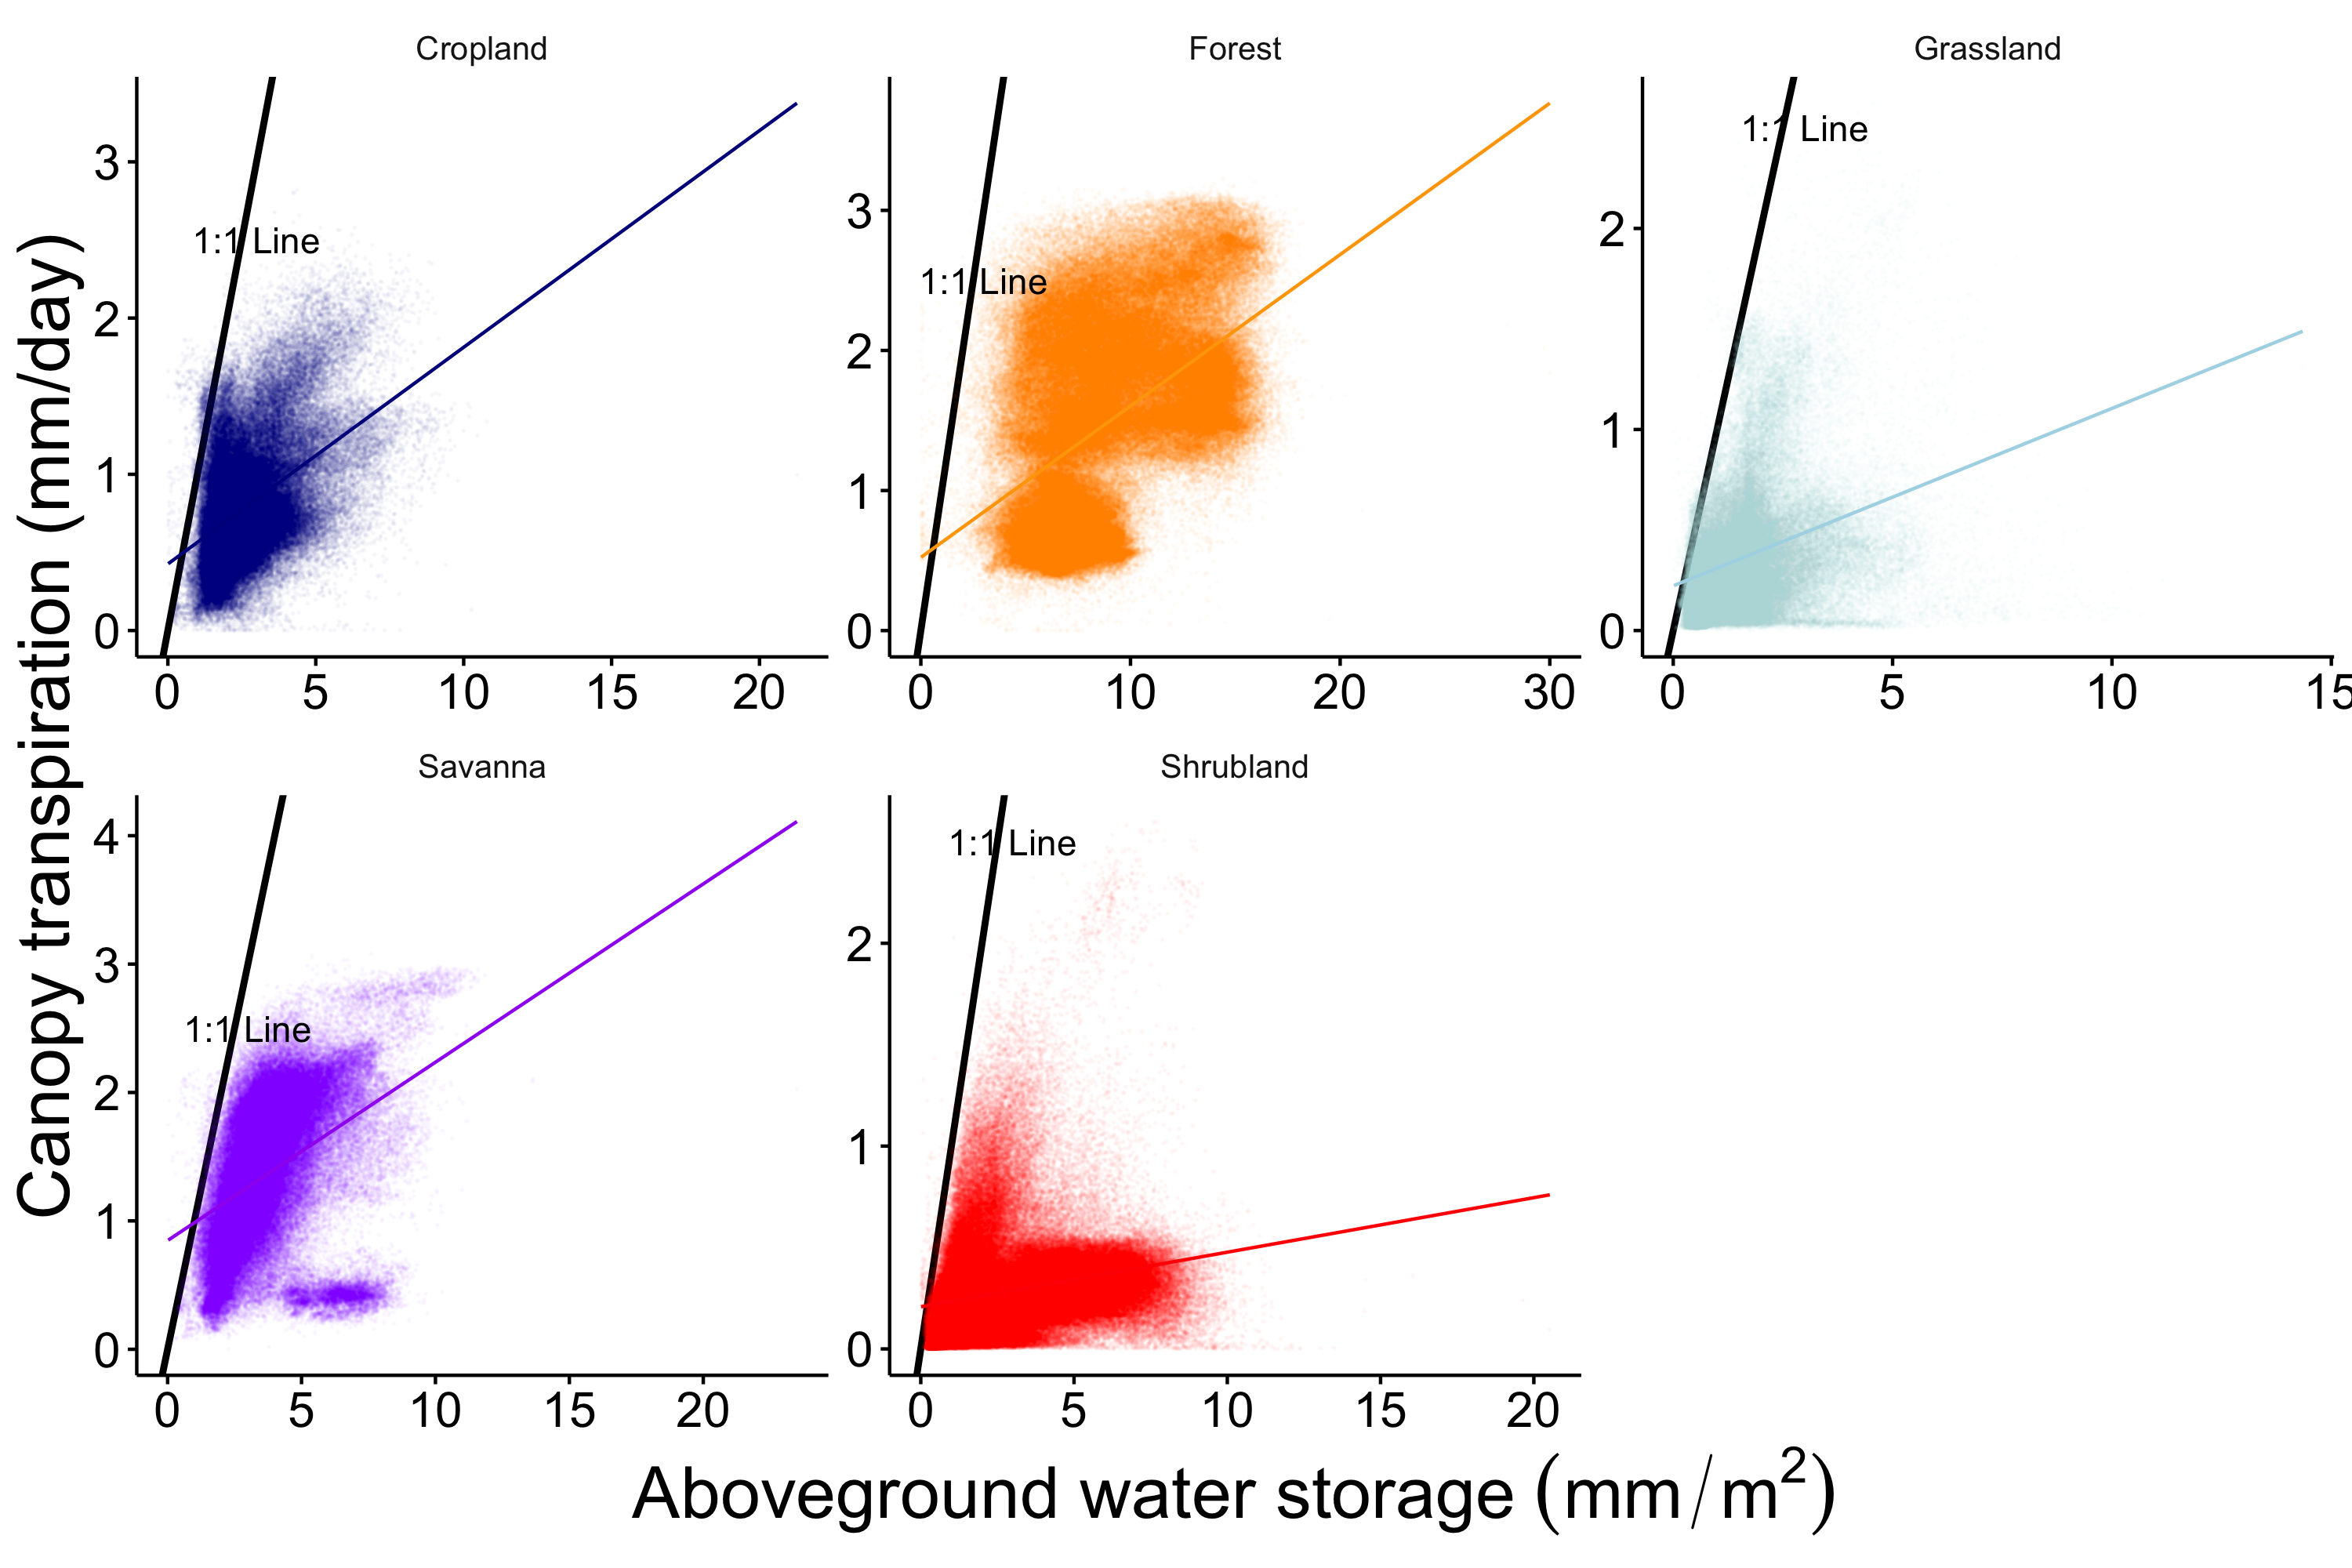 Cropland
Forest
Grassland
3
2
1
0
1:1 Line
0 5 10 15 20
3
2
1
0
1:1 Line
0 10 20 30
2
1
0
1:1 Line
0 5 10 15
Canopy transpiration (mm/day)
Savanna
Shrubland
4
3
2
1
0
1:1 Line
0 5 10 15 20
2
1
0
1:1 Line
0 5 10 15 20
Aboveground water storage (mm/m²)